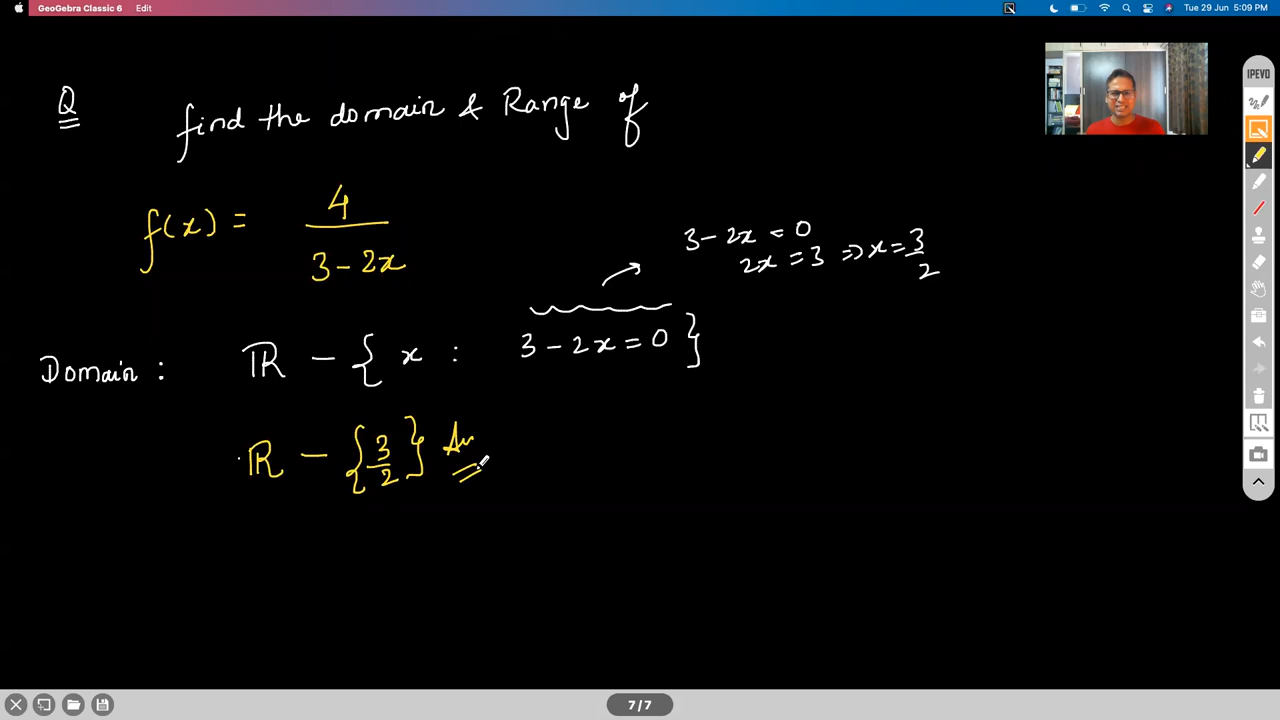 GeoGebra Classic 6 Edit Tue 29 Jun 5:09 PM
IPEVO
Q find the domain & Range of
f(x) = 4/(3-2x)
3-2x = 0
2x = 3 ⇒ x = 3/2
Domain : ℝ - { x : 3-2x = 0 }
ℝ - {3/2} An
7/7